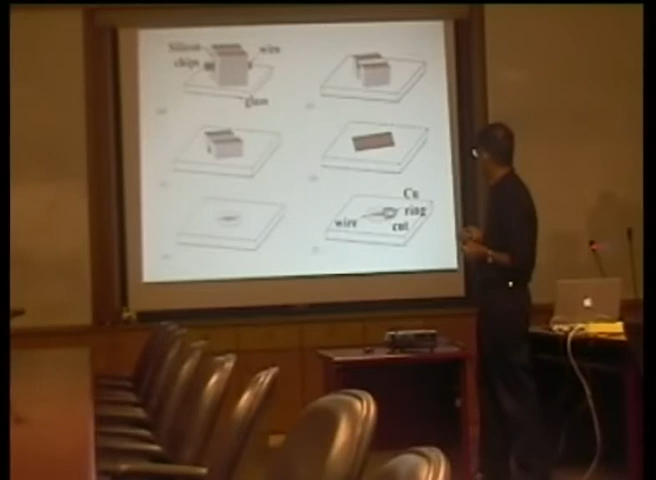 Silicon wire
chips
glass
Cu
wire ring
cut